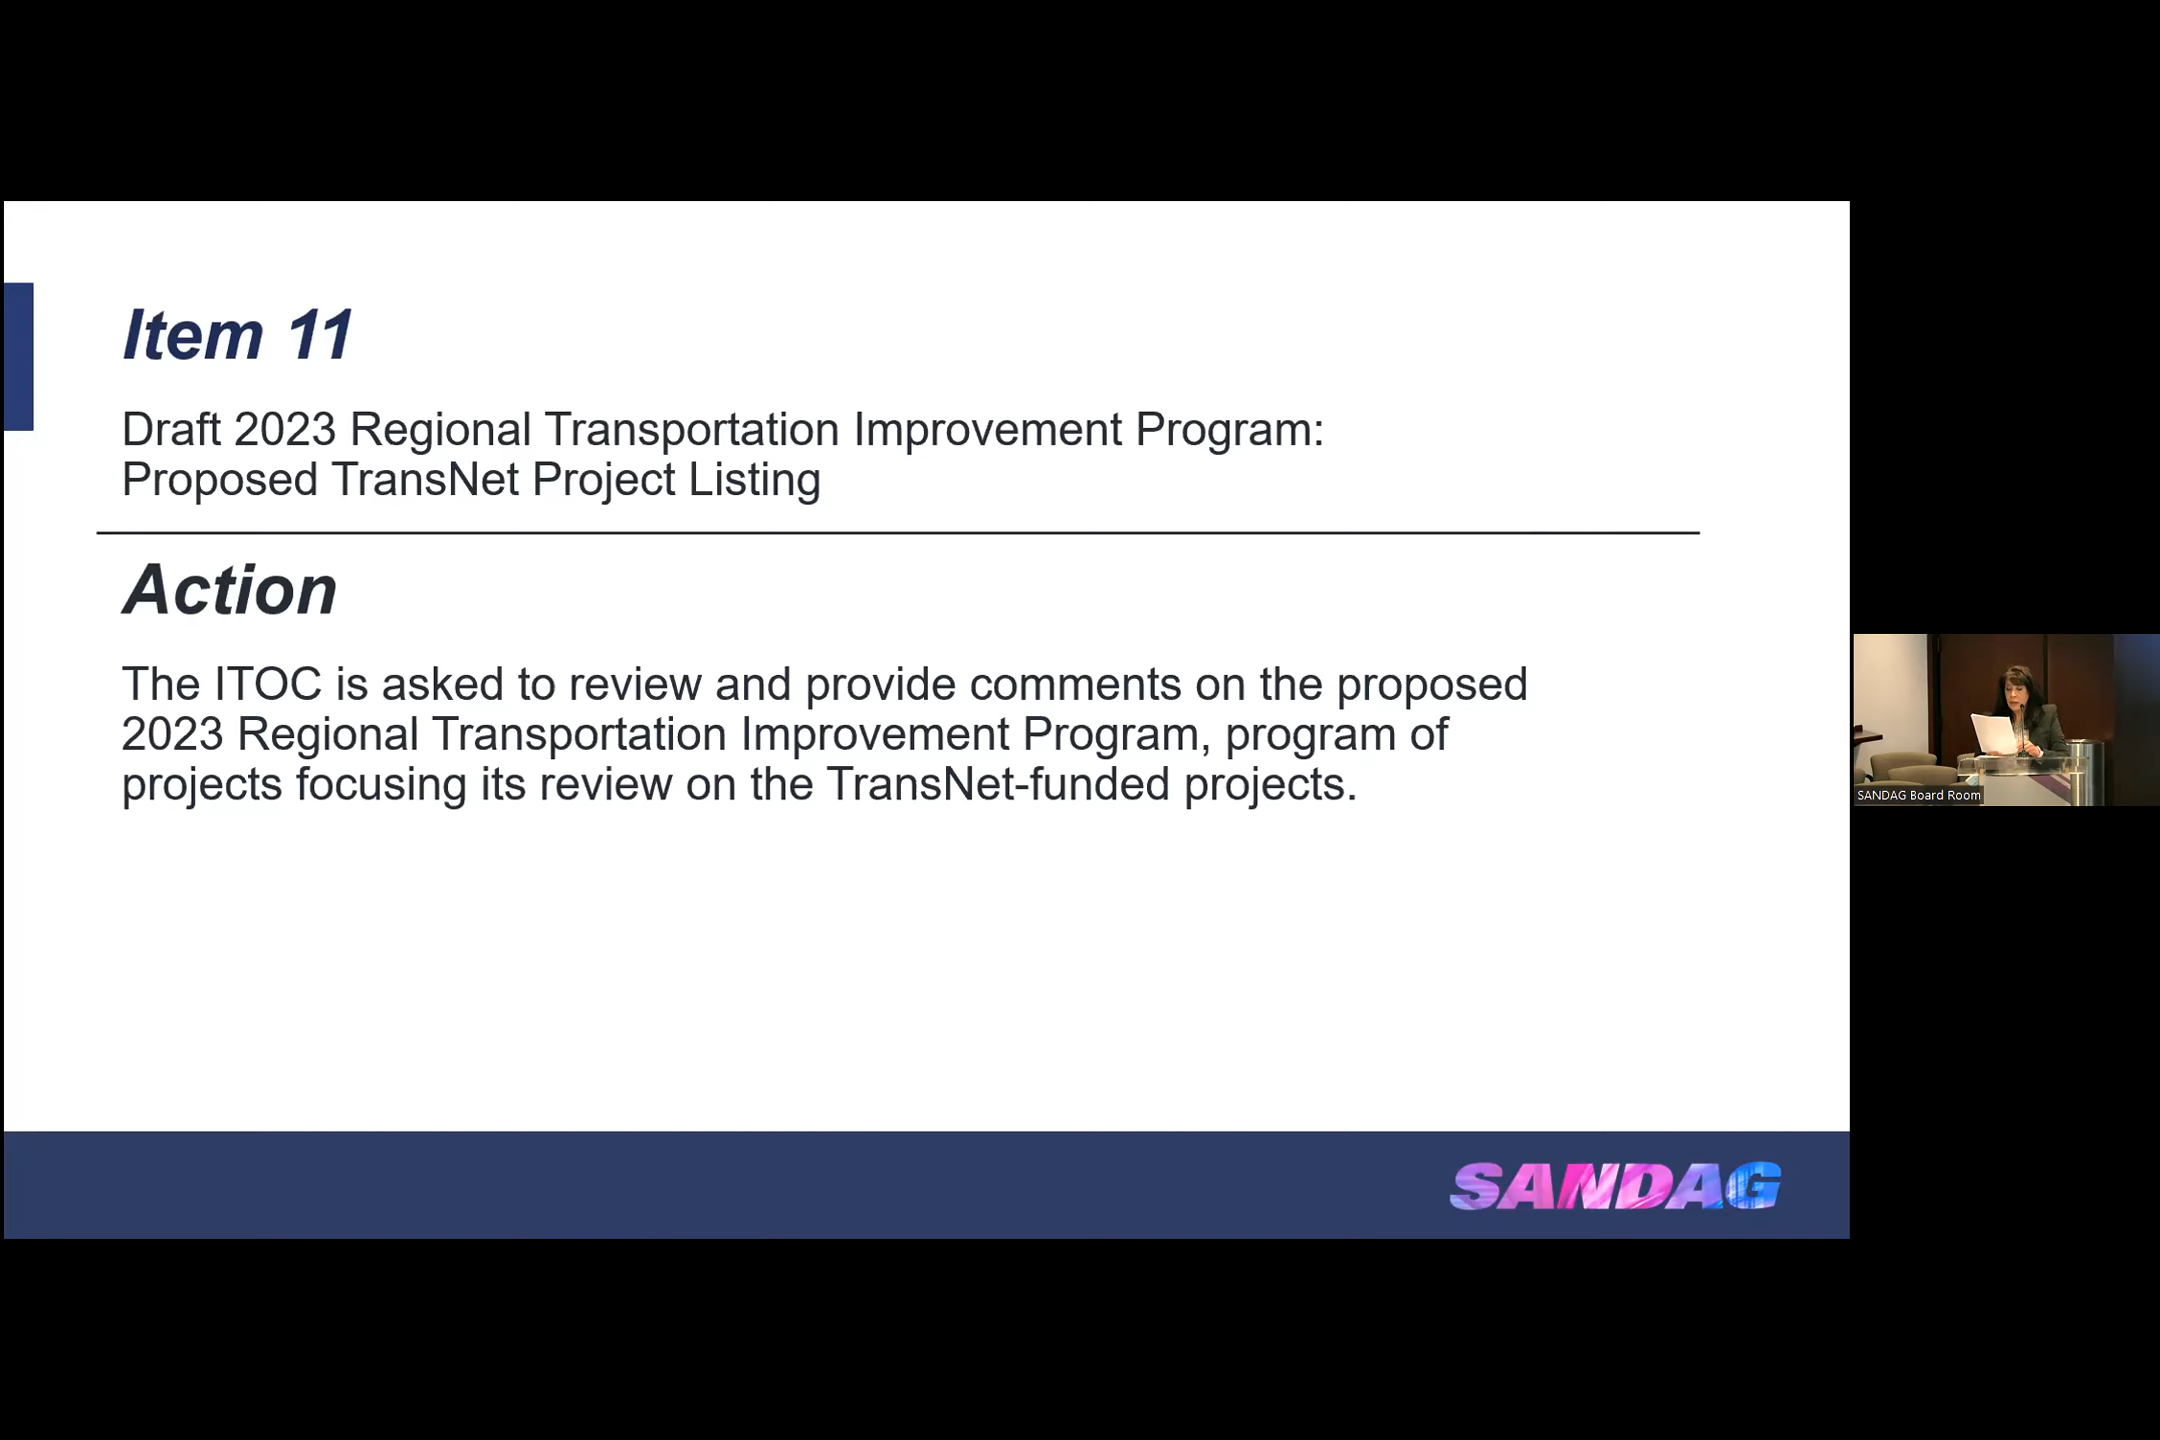 Item 11
Draft 2023 Regional Transportation Improvement Program:
Proposed TransNet Project Listing
Action
The ITOC is asked to review and provide comments on the proposed
2023 Regional Transportation Improvement Program, program of
projects focusing its review on the TransNet-funded projects.
SANDAG Board Room
SANDAG